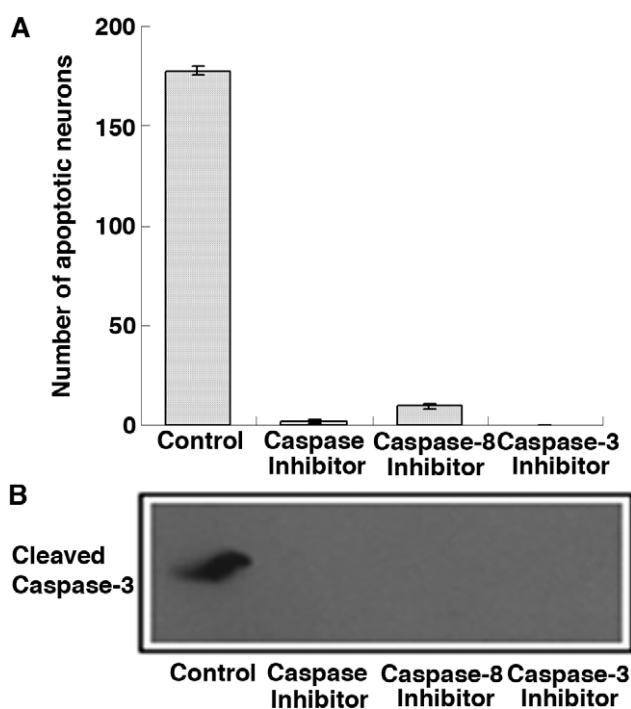 A
200
150
100
50
0
Number of apoptotic neurons
Control
Caspase
Inhibitor
Caspase-8
Inhibitor
Caspase-3
Inhibitor
B
Cleaved
Caspase-3
Control
Caspase
Inhibitor
Caspase-8
Inhibitor
Caspase-3
Inhibitor